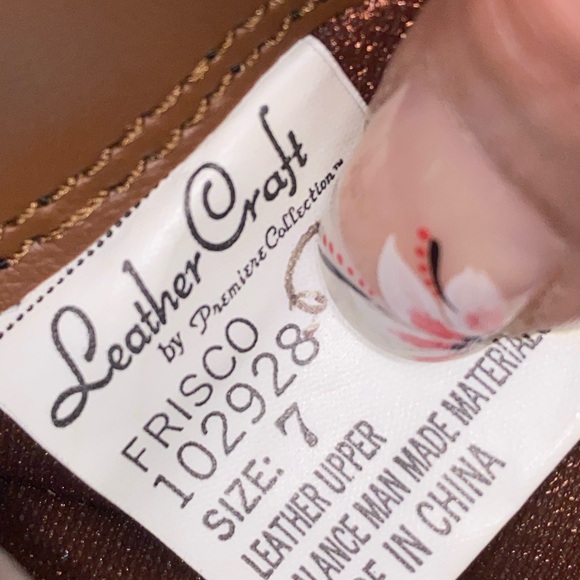 Leather Craft
by PREMIERE COLLECTION™
FRISCO
102928
SIZE: 7
LEATHER UPPER
MAN MADE
IN CHINA